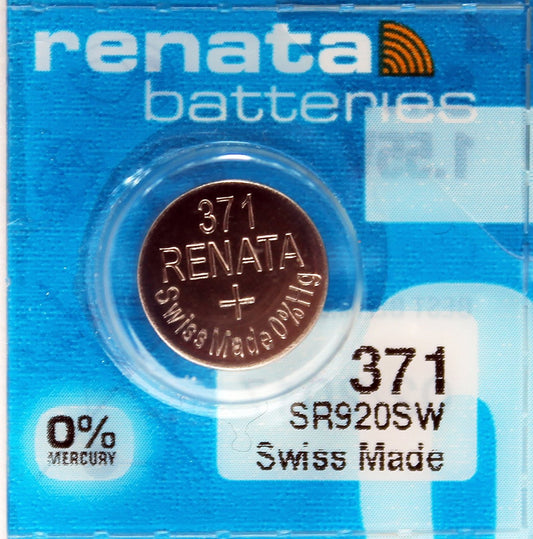 renata
batteries
1.55
371
RENATA
+
Swiss Made 0%Hg
371
SR920SW
Swiss Made
0%
MERCURY